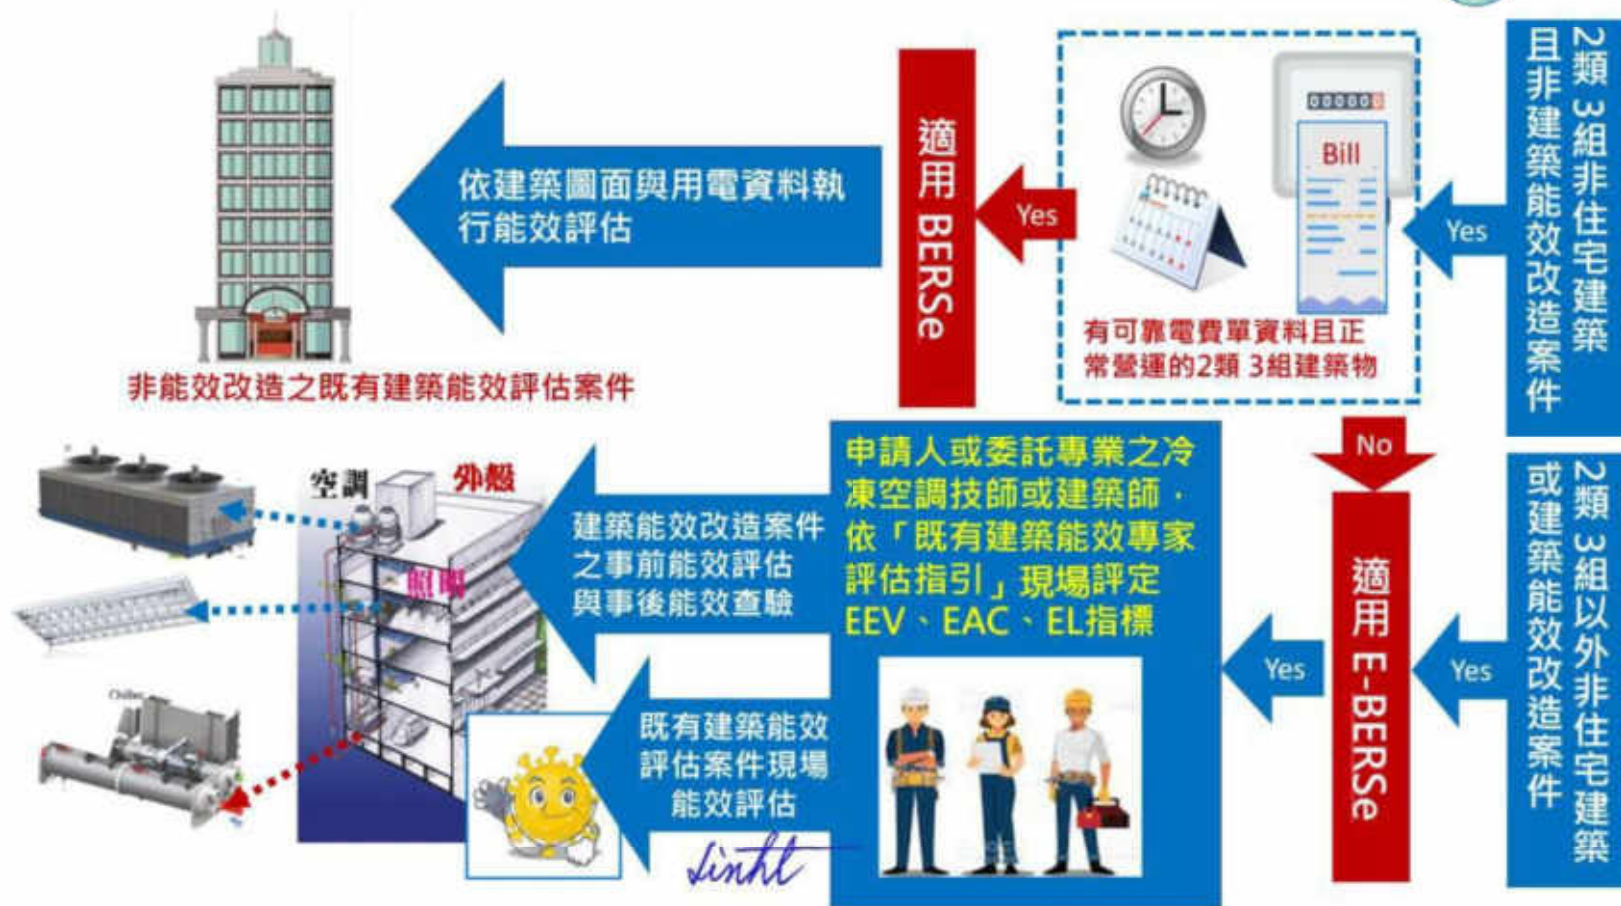 2類 3組非住宅建築
且非建築能效改造案件
Yes
00000
Bill
有可靠電費單資料且正
常營運的2類 3組建築物
Yes
適用 BERSe
依建築圖面與用電資料執
行能效評估
非能效改造之既有建築能效評估案件
No
2類 3組以外非住宅建築
或建築能效改造案件
Yes
適用 E-BERSe
Yes
申請人或委託專業之冷
凍空調技師或建築師，
依「既有建築能效專家
評估指引」現場評定
EEV、EAC、EL指標
建築能效改造案件
之事前能效評估
與事後能效查驗
既有建築能效
評估案件現場
能效評估
空調
外殼
照明
Chiller
Linht